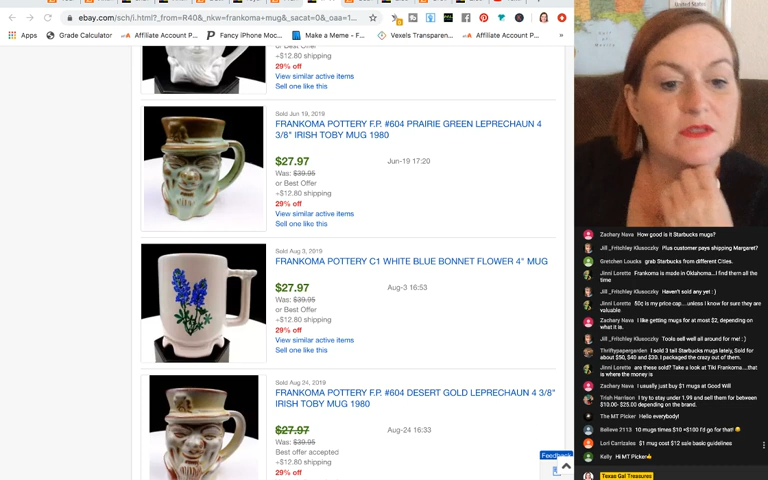 ebay.com/sch/i.html?_from=R40&_nkw=frankoma+mug&_sacat=0&_oaa=1...
Apps
Grade Calculator
Affiliate Account P...
Fancy iPhone Moc...
Make a Meme - F...
Vexels Transparen...
Affiliate Account P...
or Best Offer
+$12.80 shipping
29% off
View similar active items
Sell one like this
Sold Jun 19, 2019
FRANKOMA POTTERY F.P. #604 PRAIRIE GREEN LEPRECHAUN 4
3/8" IRISH TOBY MUG 1980
$27.97
Jun-19 17:20
Was: $39.95
or Best Offer
+$12.80 shipping
29% off
View similar active items
Sell one like this
Sold Aug 3, 2019
FRANKOMA POTTERY C1 WHITE BLUE BONNET FLOWER 4" MUG
$27.97
Aug-3 16:53
Was: $39.95
or Best Offer
+$12.80 shipping
29% off
View similar active items
Sell one like this
Sold Aug 24, 2019
FRANKOMA POTTERY F.P. #604 DESERT GOLD LEPRECHAUN 4 3/8"
IRISH TOBY MUG 1980
$27.97
Aug-24 16:33
Was: $39.95
Best offer accepted
+$12.80 shipping
29% off
Feedback
United States
Gulf of
Mexico
Zachary Nava How good is it Starbucks mugs?
Jill _Fritchley Klusoczky Plus customer pays shipping Margaret?
Gretchen Loucks grab Starbucks from different Cities.
Jinni Lorette Frankoma is made in Oklahoma...I find them all the
time
Jill _Fritchley Klusoczky Haven't sold any yet : )
Jinni Lorette 50¢ is my price cap....unless I know for sure they are
valuable
Zachary Nava I like getting mugs for at most $2, depending on
what it is.
Jill _Fritchley Klusoczky Tools sell well all around for me! : )
Thriftypapergarden I sold 3 tall Starbucks mugs lately, Sold for
about $50, $40 and $30. I packaged the crazy out of them.
Jinni Lorette are these sold? Take a look at Tiki Frankoma....that
is where the money is
Zachary Nava I usually just buy $1 mugs at Good Will
Trish Harrison I try to stay under 1.99 and sell them for between
$10.00- $25.00 depending on the brand.
The MT Picker Hello everybody!
Believe 2113 10 mugs times $10 =$100 I'd go for that!
Lori Carrizales $1 mug cost $12 sale basic guidelines
Kelly Hi MT Picker
Texas Gal Treasures